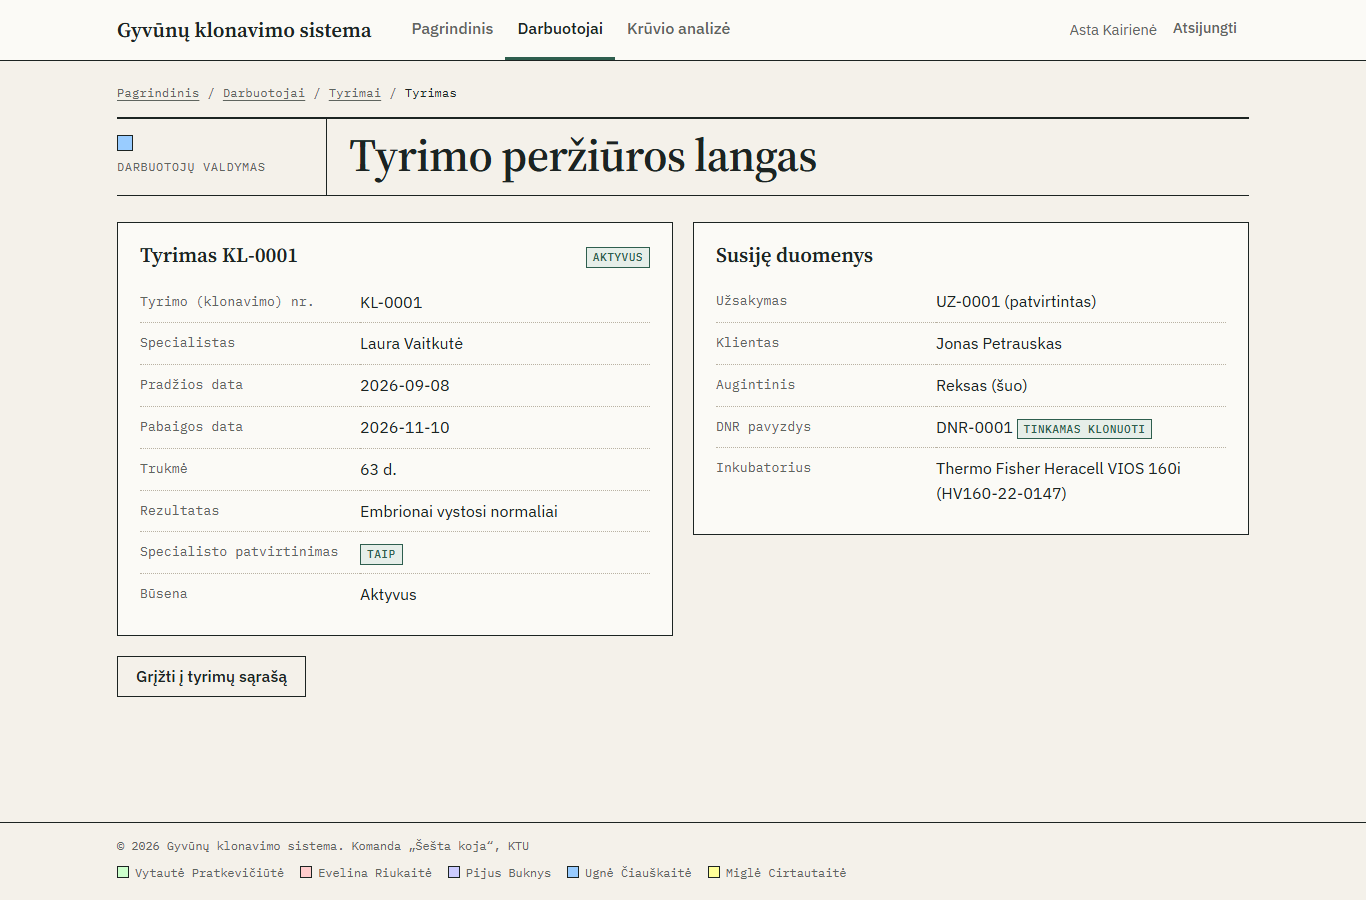 Gyvūnų klonavimo sistema
Pagrindinis
Darbuotojai
Krūvio analizė
Asta Kairienė
Atsijungti
Pagrindinis / Darbuotojai / Tyrimai / Tyrimas
DARBUOTOJŲ VALDYMAS
Tyrimo peržiūros langas
Tyrimas KL-0001
AKTYVUS
Tyrimo (klonavimo) nr.
KL-0001
Specialistas
Laura Vaitkutė
Pradžios data
2026-09-08
Pabaigos data
2026-11-10
Trukmė
63 d.
Rezultatas
Embrionai vystosi normaliai
Specialisto patvirtinimas
TAIP
Būsena
Aktyvus
Susiję duomenys
Užsakymas
UZ-0001 (patvirtintas)
Klientas
Jonas Petrauskas
Augintinis
Reksas (šuo)
DNR pavyzdys
DNR-0001 TINKAMAS KLONUOTI
Inkubatorius
Thermo Fisher Heracell VIOS 160i
(HV160-22-0147)
Grįžti į tyrimų sąrašą
© 2026 Gyvūnų klonavimo sistema. Komanda „Šešta koja“, KTU
Vytautė Pratkevičiūtė
Evelina Riukaitė
Pijus Buknys
Ugnė Čiauškaitė
Miglė Cirtautaitė